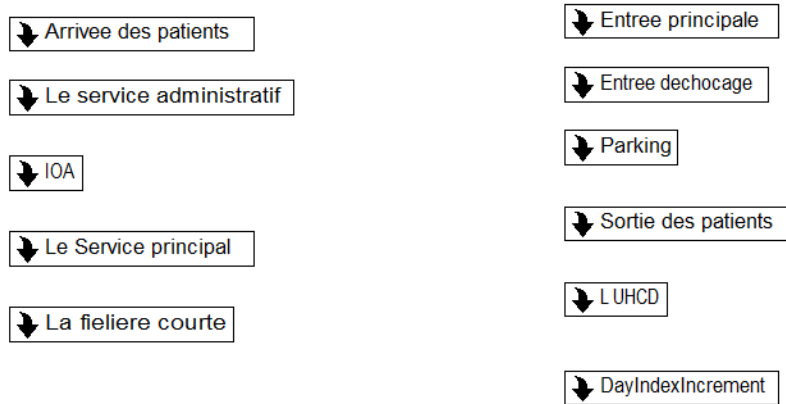 Arrivee des patients
Le service administratif
IOA
Le Service principal
La fieliere courte
Entree principale
Entree dechocage
Parking
Sortie des patients
L UHCD
DayIndexIncrement